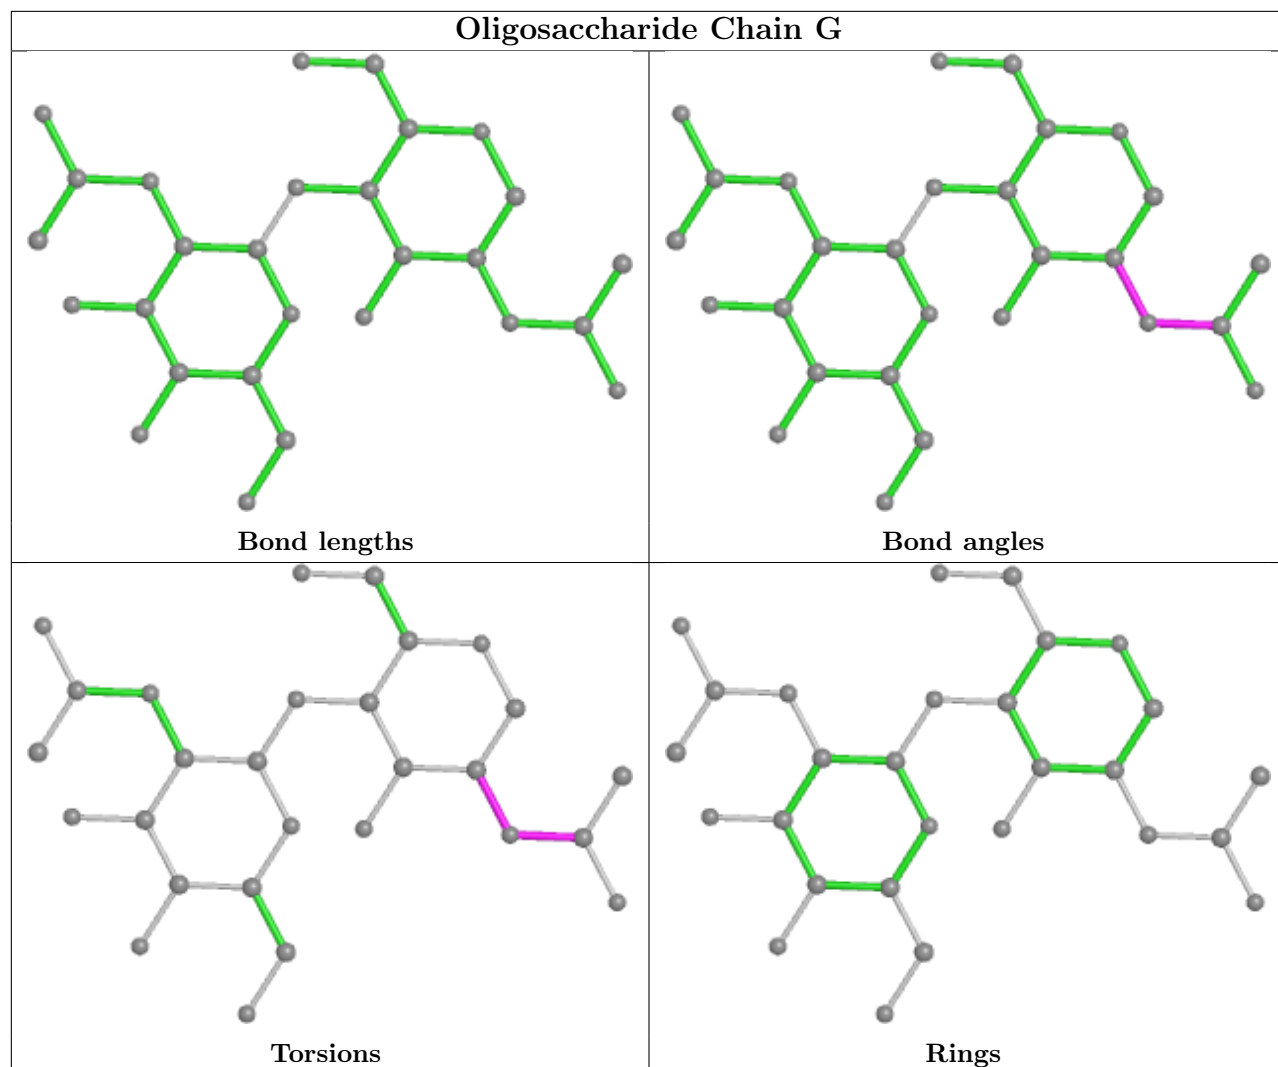 Oligosaccharide Chain G
Bond lengths
Bond angles
Torsions
Rings